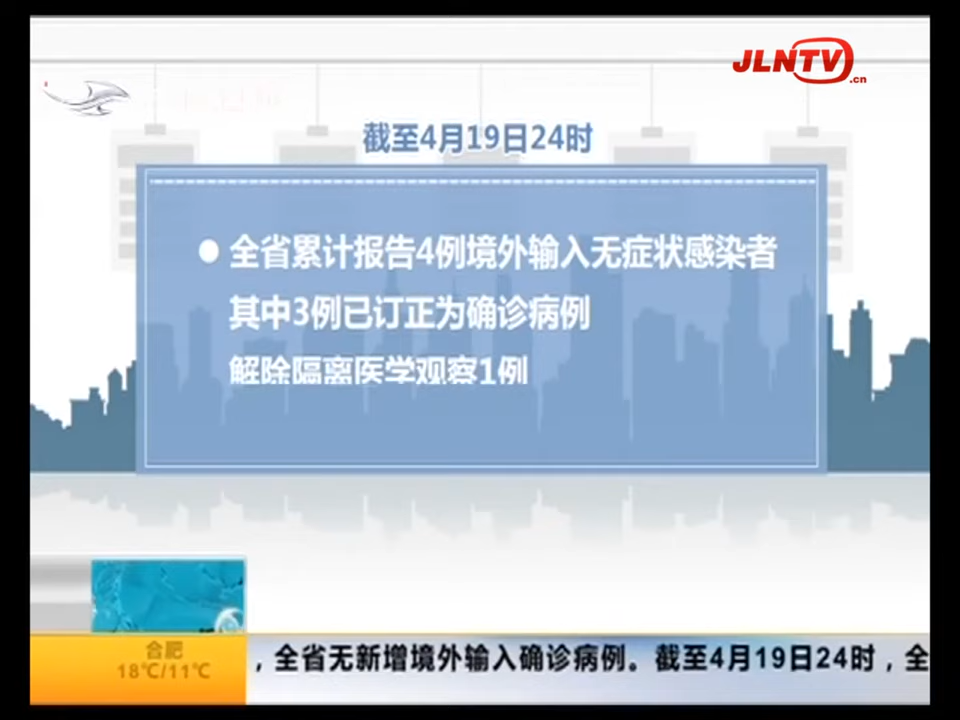 JLNTV.cn
截至4月19日24时
● 全省累计报告4例境外输入无症状感染者
其中3例已订正为确诊病例
解除隔离医学观察1例
合肥
18℃/11℃
，全省无新增境外输入确诊病例。截至4月19日24时，全